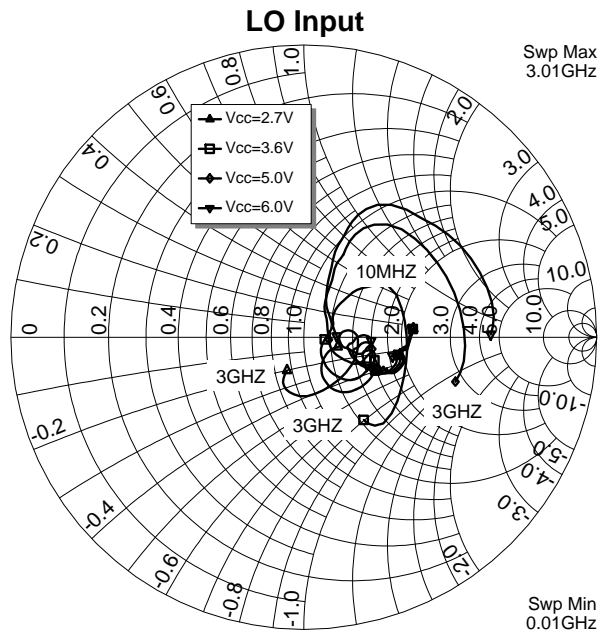 LO Input
Swp Max
3.01GHz
1.0
0.8
2.0
0.6
Vcc=2.7V
Vcc=3.6V
Vcc=5.0V
Vcc=6.0V
0.4
3.0
4.0
5.0
0.2
10MHZ
10.0
0
0.2
0.4
0.6
0.8
1.0
2.0
3.0
4.0
5.0
10.0
3GHZ
3GHZ
3GHZ
-10.0
-0.2
-5.0
-4.0
-3.0
-0.4
-2.0
-0.6
-0.8
-1.0
Swp Min
0.01GHz